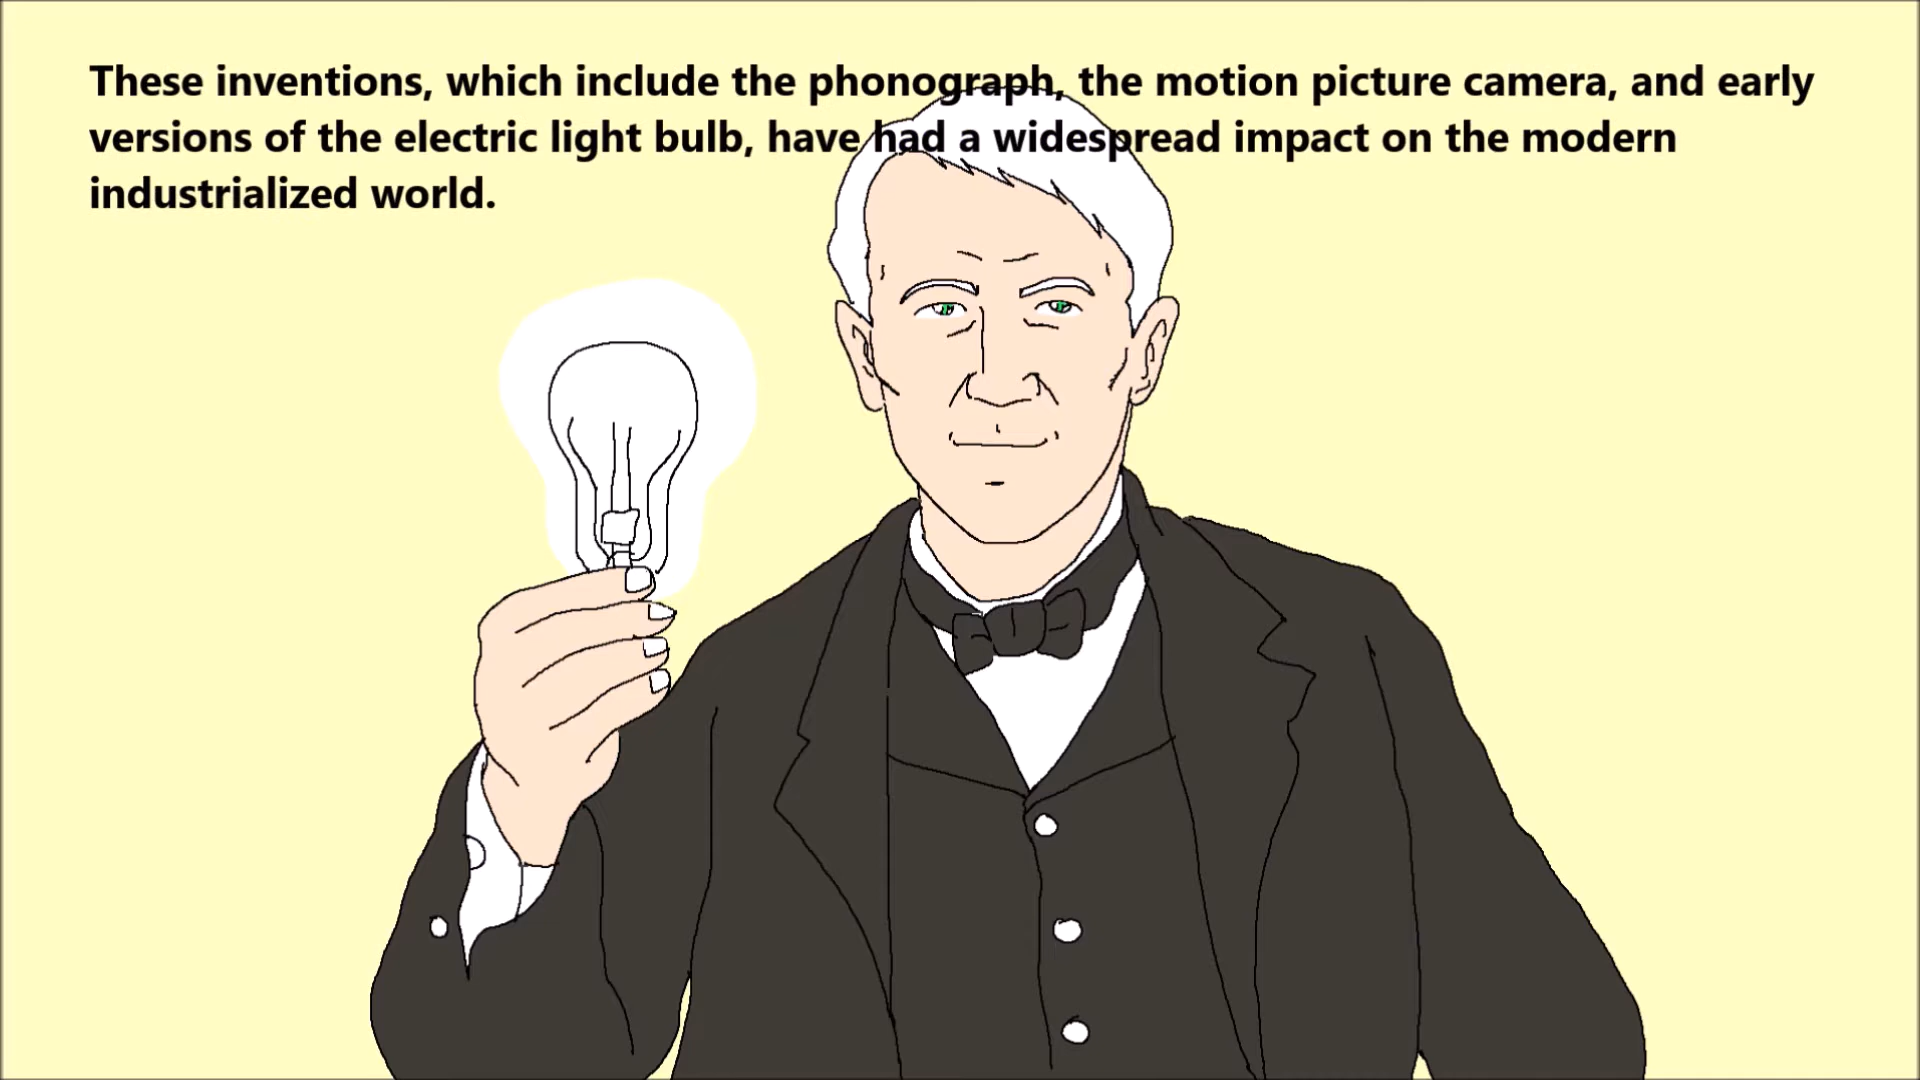 These inventions, which include the phonograph, the motion picture camera, and early
versions of the electric light bulb, have had a widespread impact on the modern
industrialized world.